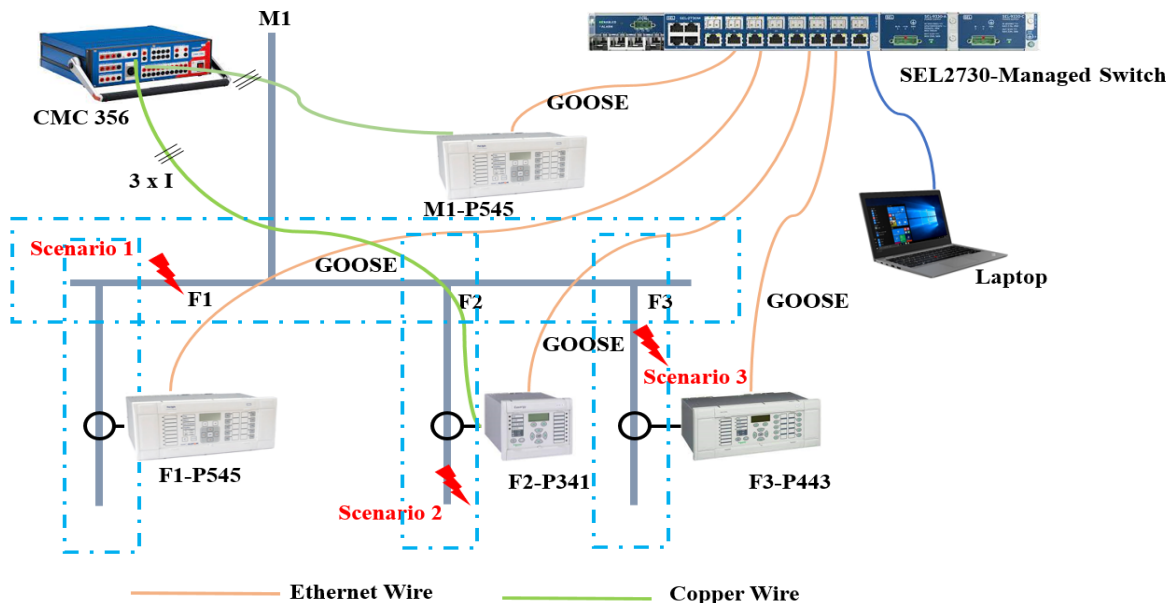 M1
CMC 356
SEL2730-Managed Switch
GOOSE
3 x I
M1-P545
Scenario 1
GOOSE
Laptop
F1
F2
F3
GOOSE
GOOSE
Scenario 3
F1-P545
F2-P341
F3-P443
Scenario 2
Ethernet Wire
Copper Wire